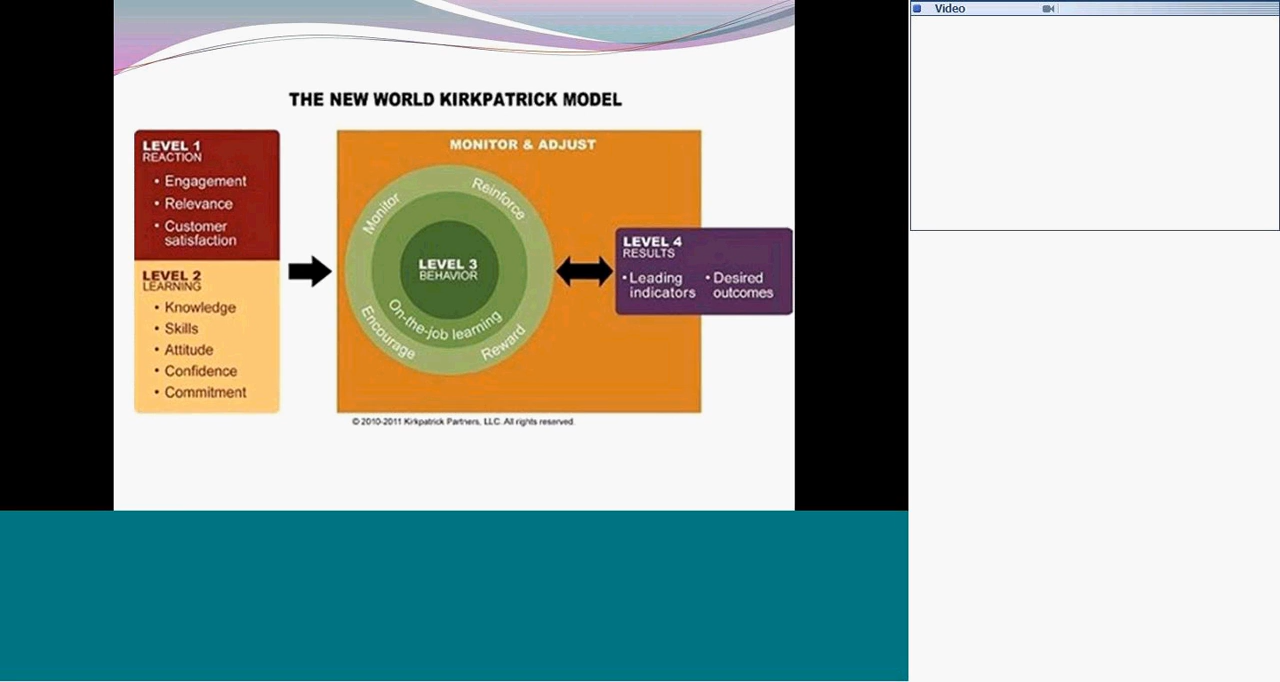 Video
THE NEW WORLD KIRKPATRICK MODEL
LEVEL 1
REACTION
• Engagement
• Relevance
• Customer
satisfaction
LEVEL 2
LEARNING
• Knowledge
• Skills
• Attitude
• Confidence
• Commitment
MONITOR & ADJUST
Monitor
Reinforce
LEVEL 3
BEHAVIOR
On-the-job learning
Encourage
Reward
LEVEL 4
RESULTS
• Leading
indicators
• Desired
outcomes
© 2010-2011 Kirkpatrick Partners, LLC. All rights reserved.